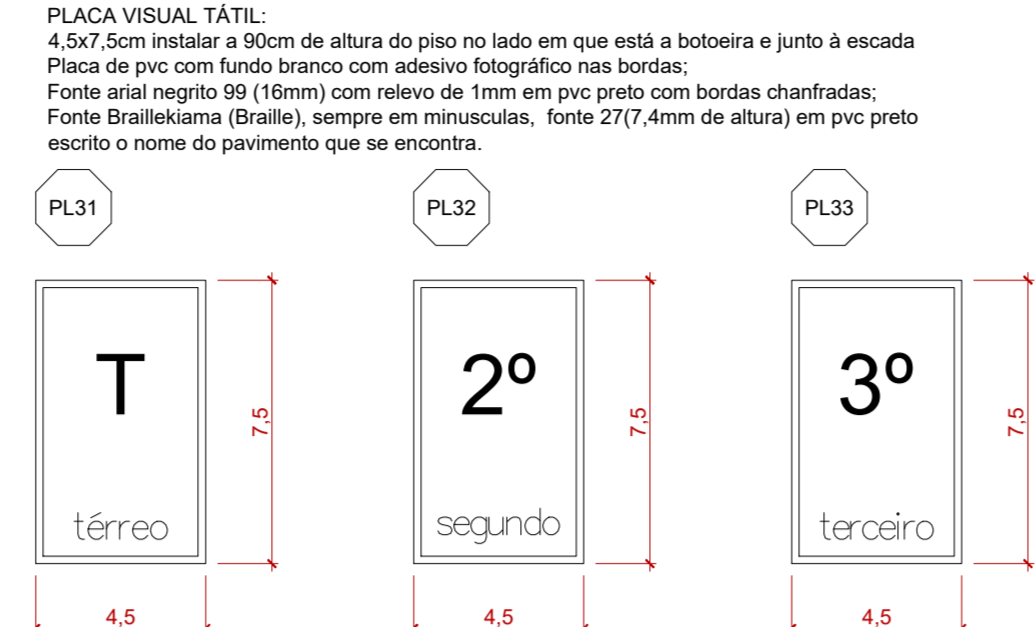 PLACA VISUAL TÁTIL:
4,5x7,5cm instalar a 90cm de altura do piso no lado em que está a botoeira e junto à escada
Placa de pvc com fundo branco com adesivo fotográfico nas bordas;
Fonte arial negrito 99 (16mm) com relevo de 1mm em pvc preto com bordas chanfradas;
Fonte Braillekiama (Braille), sempre em minusculas, fonte 27(7,4mm de altura) em pvc preto
escrito o nome do pavimento que se encontra.
PL31
PL32
PL33
T
7,5
térreo
4,5
2º
7,5
segundo
4,5
3º
7,5
terceiro
4,5